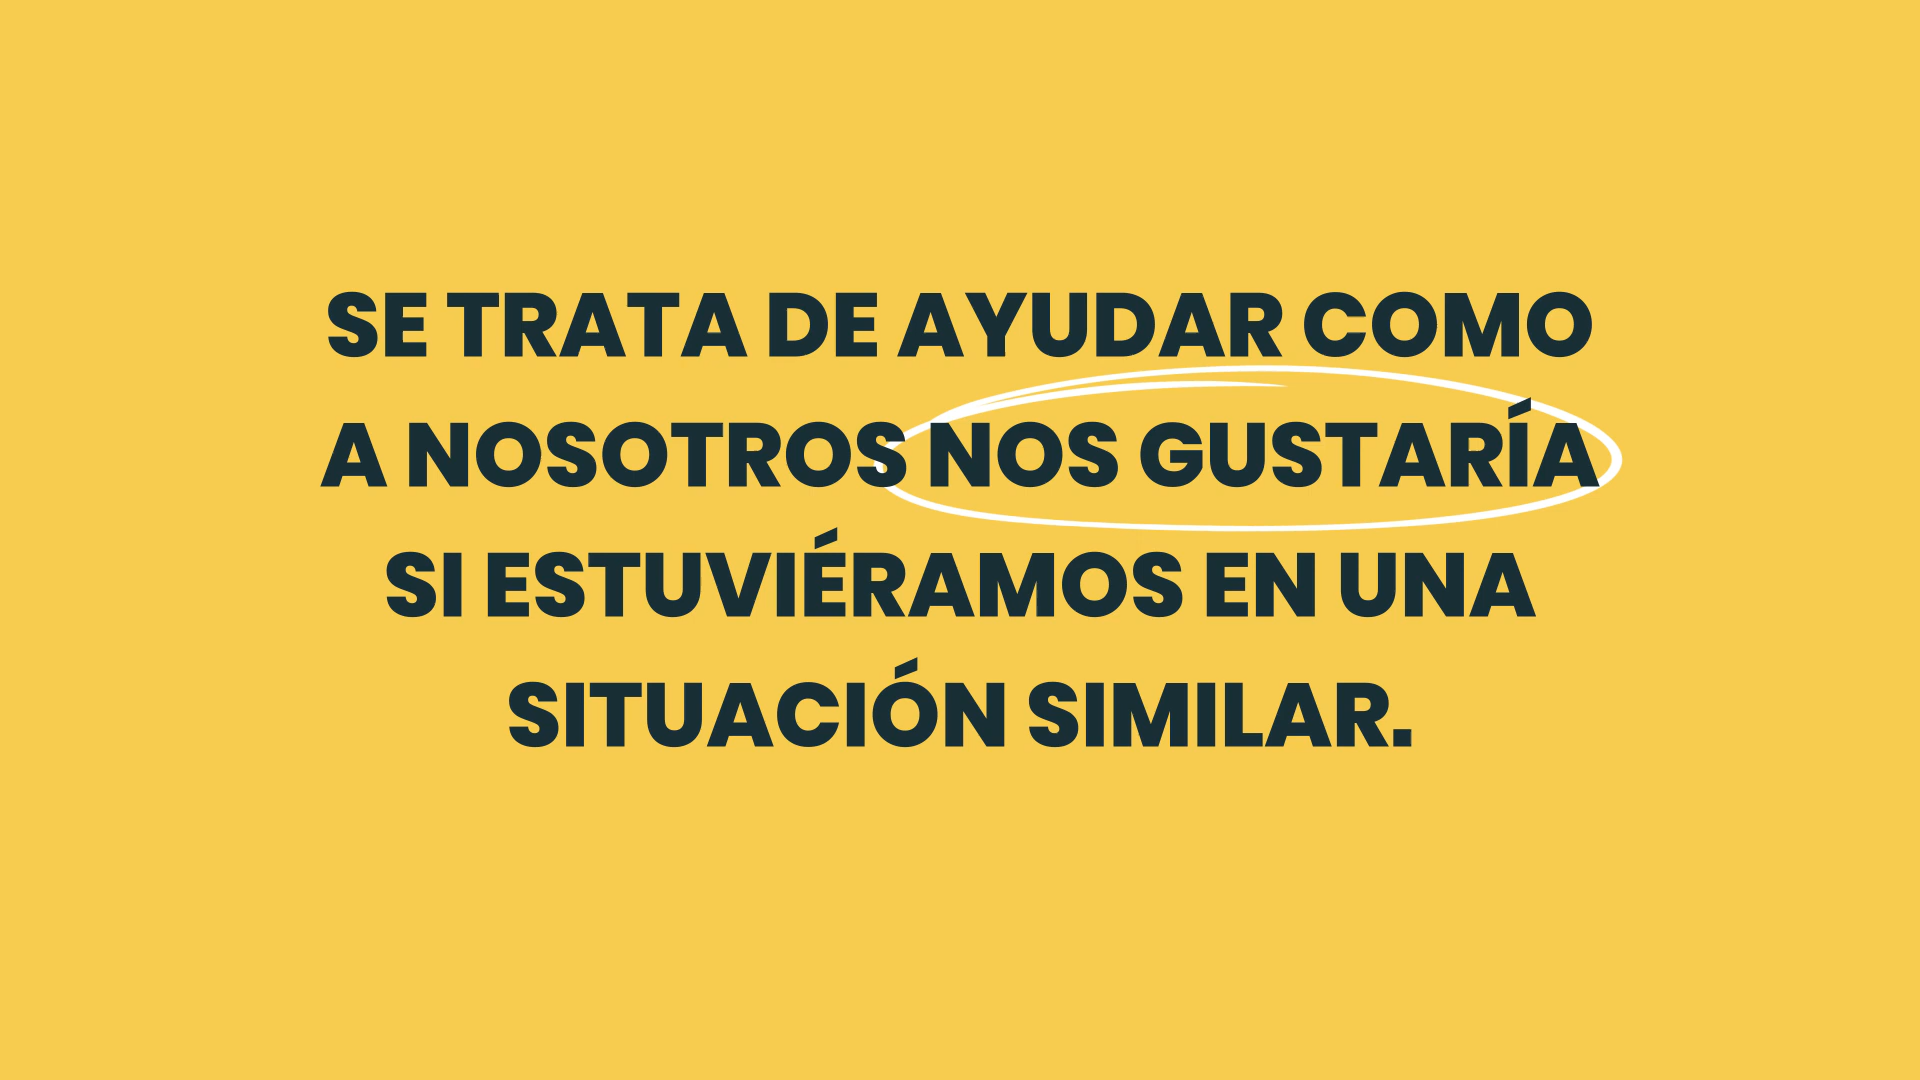 SE TRATA DE AYUDAR COMO
A NOSOTROS NOS GUSTARÍA
SI ESTUVIÉRAMOS EN UNA
SITUACIÓN SIMILAR.